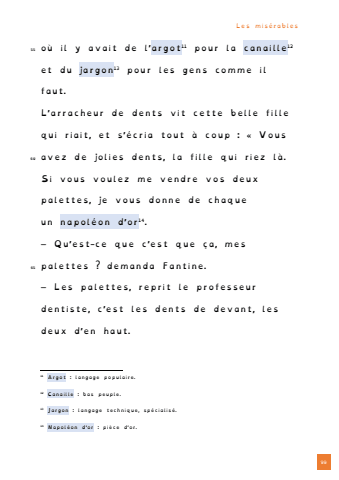 Les misérables
55 où il y avait de l'argot¹¹ pour la canaille¹²
et du jargon¹³ pour les gens comme il
faut.
L'arracheur de dents vit cette belle fille
qui riait, et s'écria tout à coup : « Vous
60 avez de jolies dents, la fille qui riez là.
Si vous voulez me vendre vos deux
palettes, je vous donne de chaque
un napoléon d'or¹⁴.
– Qu'est-ce que c'est que ça, mes
65 palettes ? demanda Fantine.
– Les palettes, reprit le professeur
dentiste, c'est les dents de devant, les
deux d'en haut.
¹¹ Argot : langage populaire.
¹² Canaille : bas peuple.
¹³ Jargon : langage technique, spécialisé.
¹⁴ Napoléon d'or : pièce d'or.